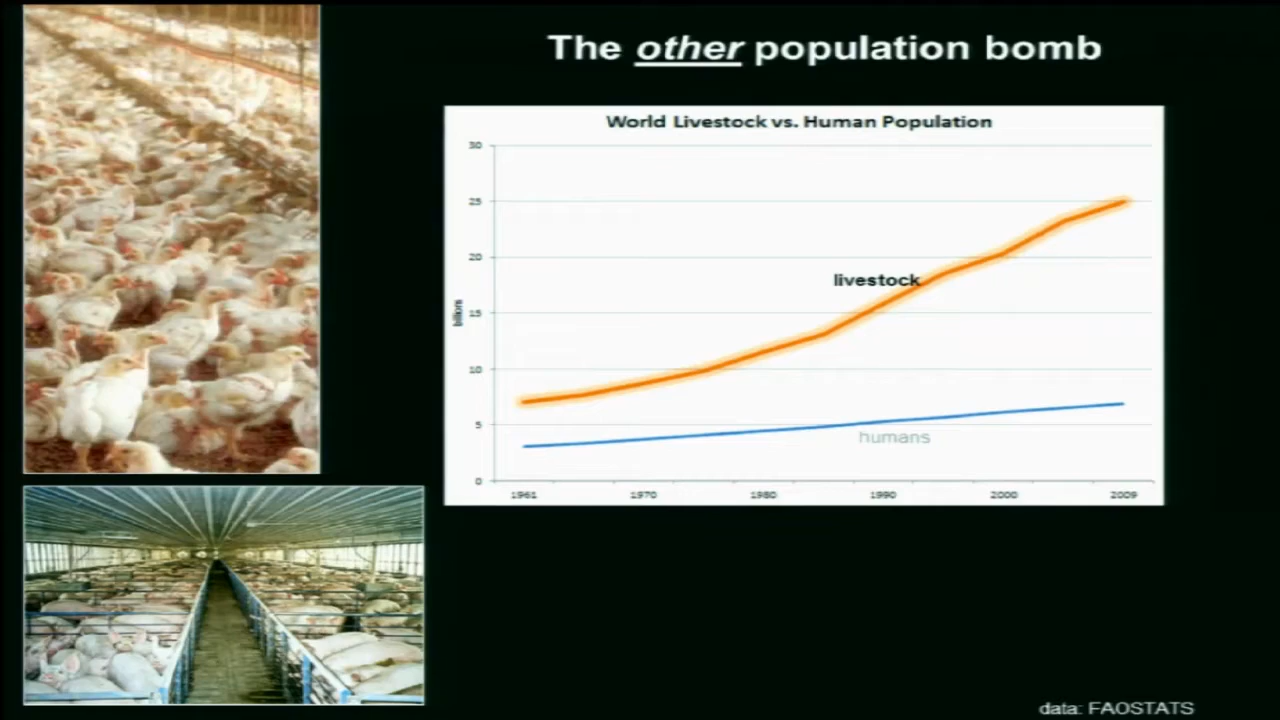 The other population bomb
World Livestock vs. Human Population
30
25
20
15
10
5
0
billions
livestock
humans
1961
1970
1980
1990
2000
2009
data: FAOSTATS